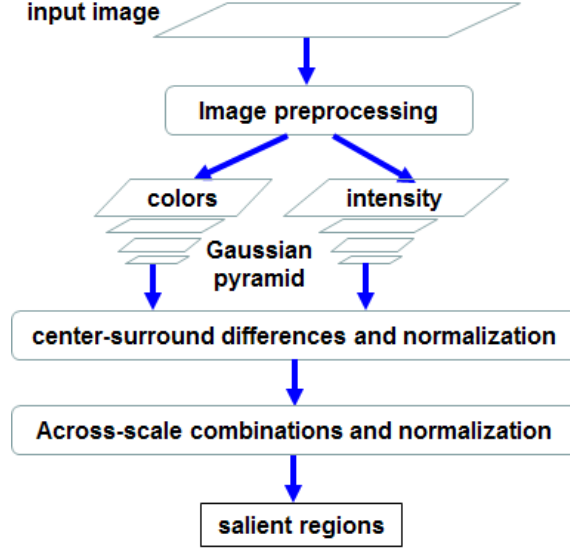 input image
Image preprocessing
colors
intensity
Gaussian
pyramid
center-surround differences and normalization
Across-scale combinations and normalization
salient regions